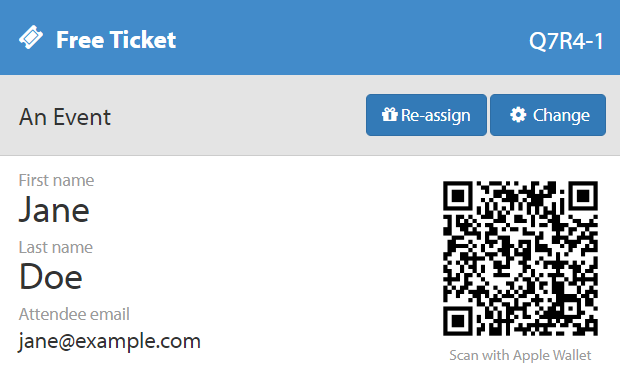 Free Ticket Q7R4-1
An Event
Re-assign Change
First name
Jane
Last name
Doe
Attendee email
jane@example.com
Scan with Apple Wallet